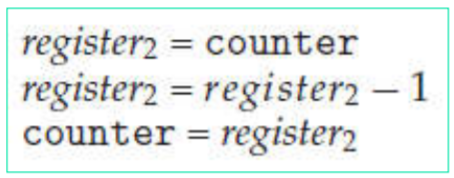 register₂ = counter
register₂ = register₂ − 1
counter = register₂